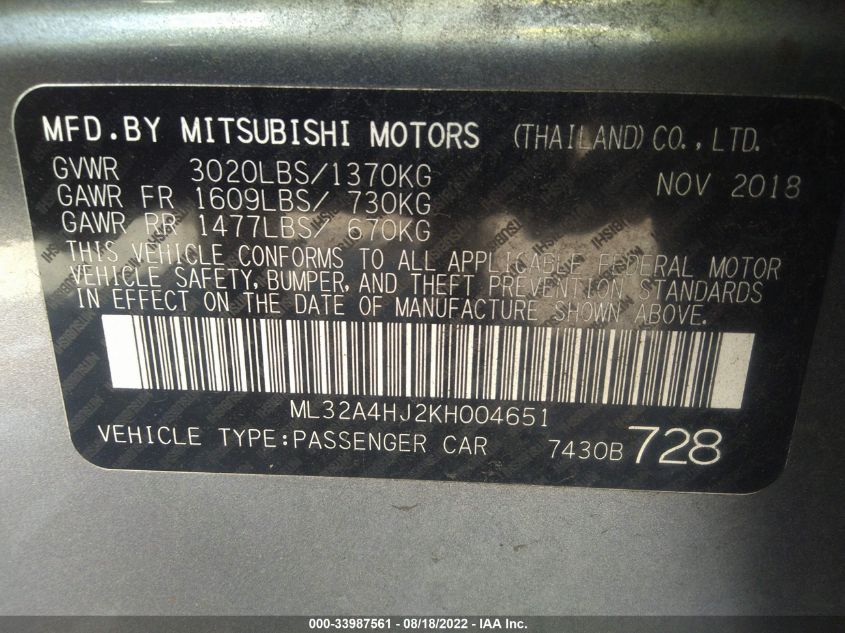 MFD.BY MITSUBISHI MOTORS (THAILAND) CO.,LTD.
GVWR 3020LBS/1370KG NOV 2018
GAWR FR 1609LBS/ 730KG
GAWR RR 1477LBS/ 670KG
THIS VEHICLE CONFORMS TO ALL APPLICABLE FEDERAL MOTOR
VEHICLE SAFETY, BUMPER, AND THEFT PREVENTION STANDARDS
IN EFFECT ON THE DATE OF MANUFACTURE SHOWN ABOVE.
ML32A4HJ2KH004651
VEHICLE TYPE:PASSENGER CAR 7430B 728
000-33987561 - 08/18/2022 - IAA Inc.